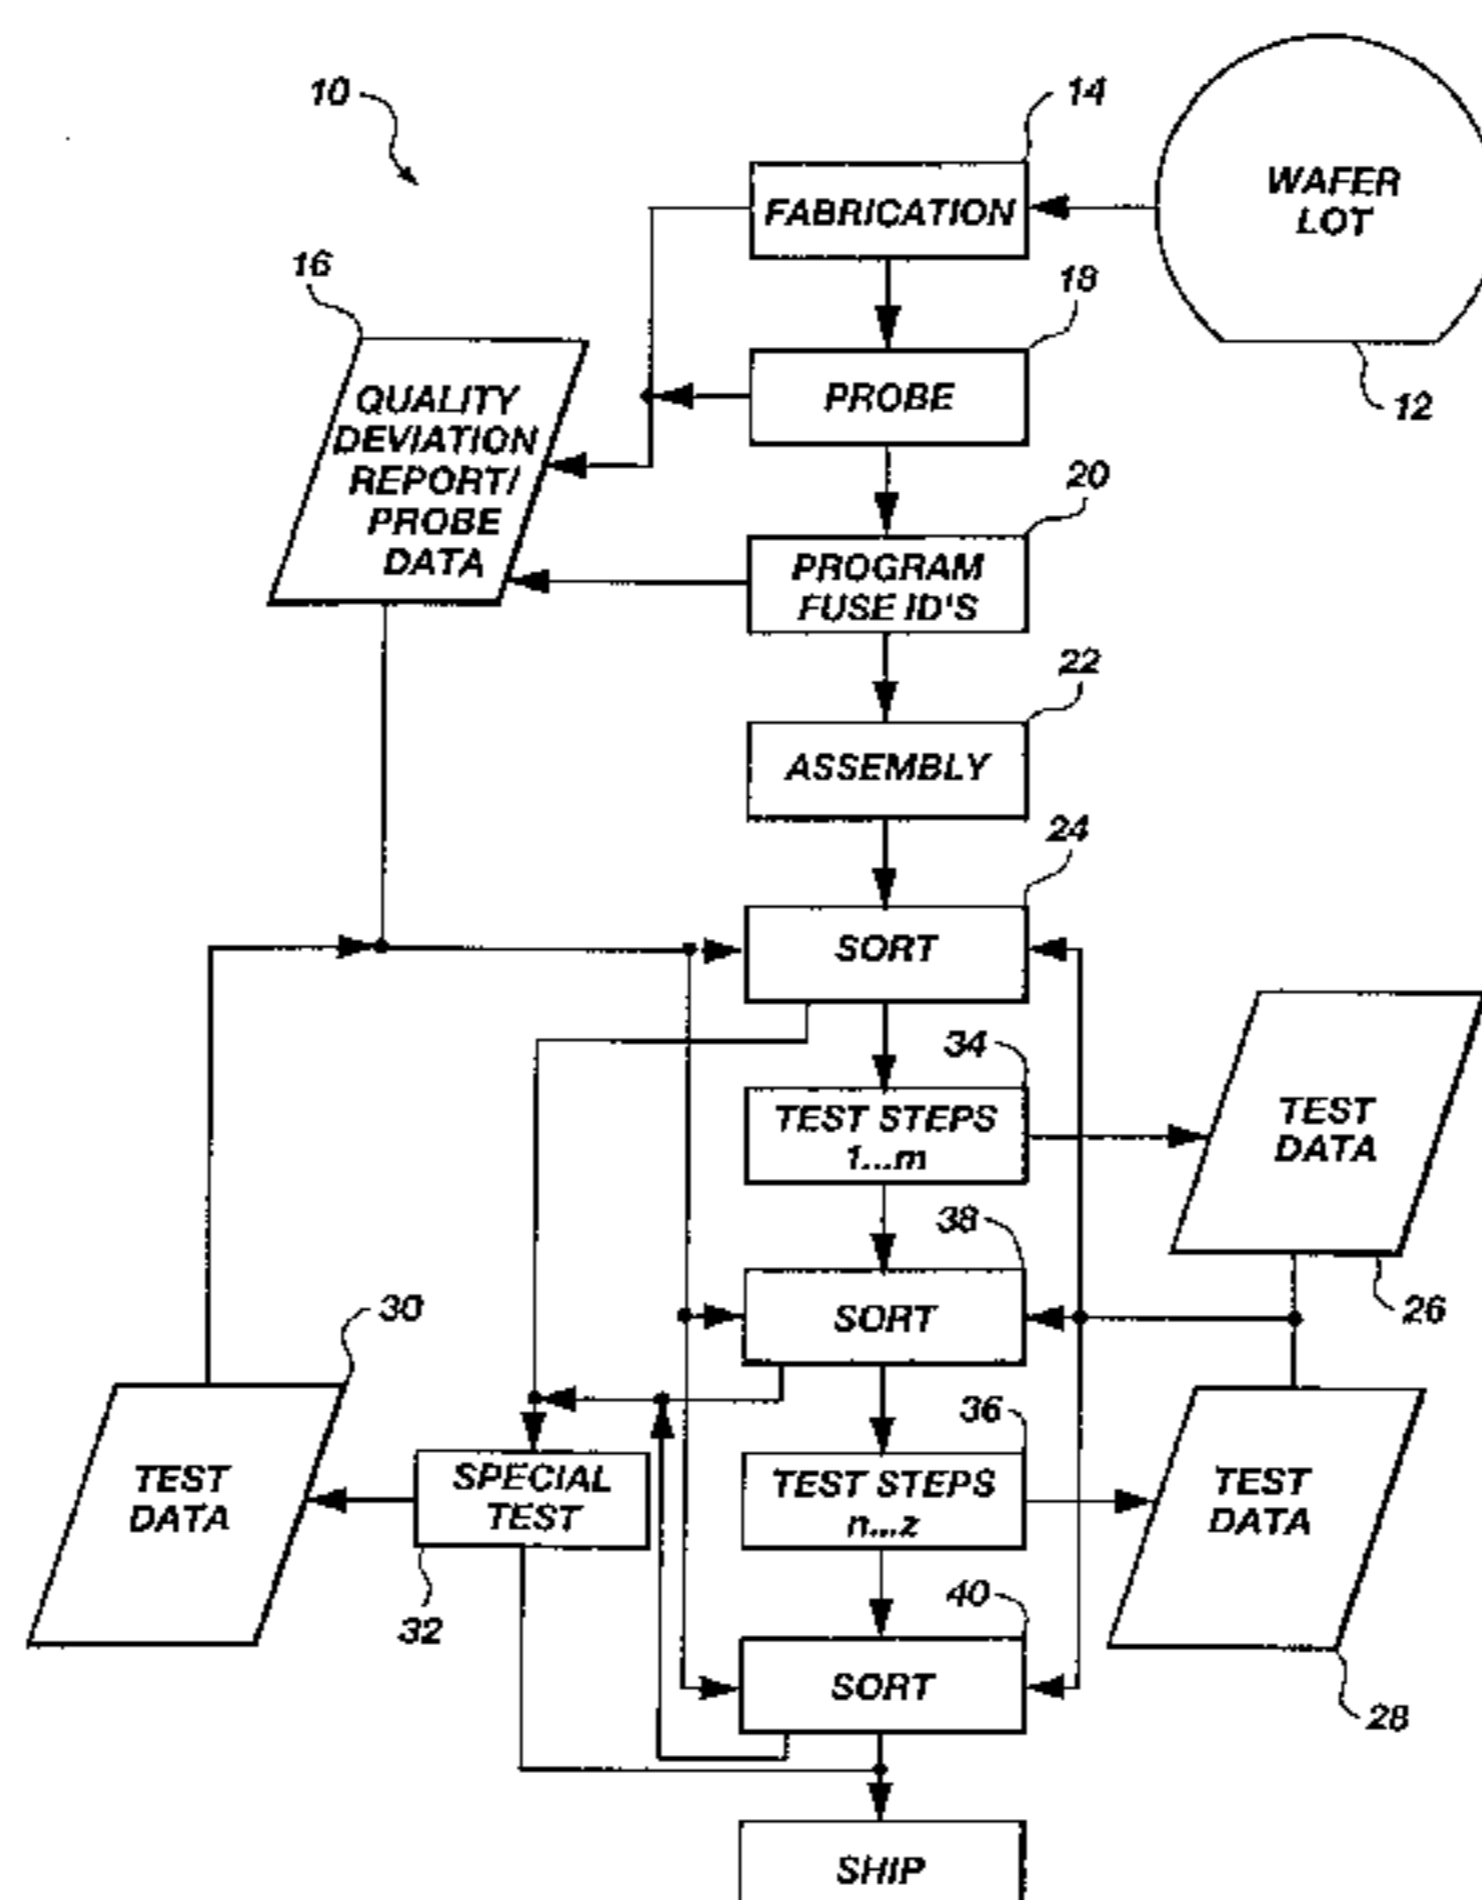 10
14
WAFER
LOT
FABRICATION
16
18
QUALITY
DEVIATION
REPORT/
PROBE
DATA
PROBE
12
20
PROGRAM
FUSE ID'S
22
ASSEMBLY
24
SORT
34
TEST STEPS
1...m
TEST
DATA
38
26
30
SORT
36
TEST
DATA
SPECIAL
TEST
TEST STEPS
n...z
TEST
DATA
32
40
SORT
28
SHIP